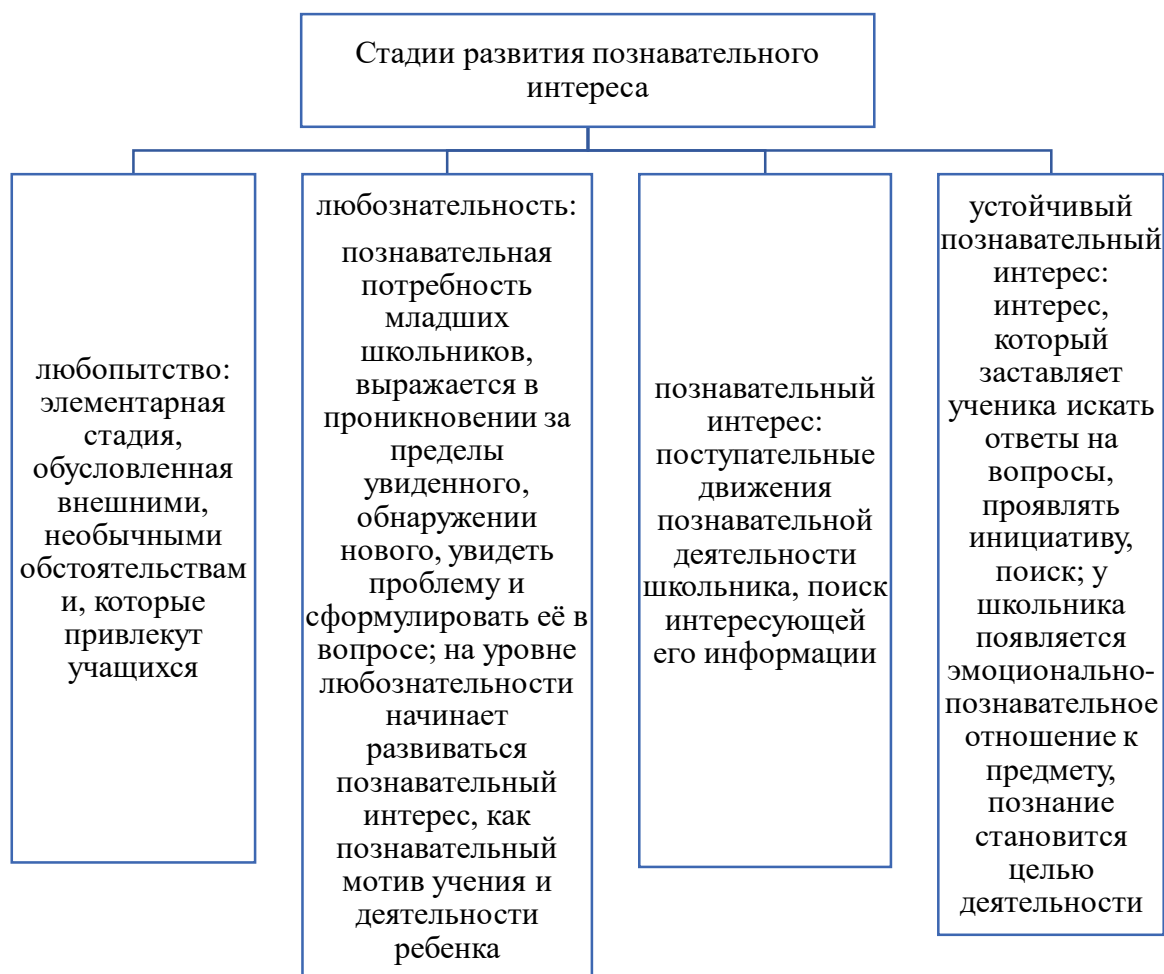 Стадии развития познавательного
интереса
любопытство:
элементарная
стадия,
обусловленная
внешними,
необычными
обстоятельствам
и, которые
привлекут
учащихся
любознательность:
познавательная
потребность
младших
школьников,
выражается в
проникновении за
пределы
увиденного,
обнаружении
нового, увидеть
проблему и
сформулировать её в
вопросе; на уровне
любознательности
начинает
развиваться
познавательный
интерес, как
познавательный
мотив учения и
деятельности
ребенка
познавательный
интерес:
поступательные
движения
познавательной
деятельности
школьника, поиск
интересующей
его информации
устойчивый
познавательный
интерес:
интерес,
который
заставляет
ученика искать
ответы на
вопросы,
проявлять
инициативу,
поиск; у
школьника
появляется
эмоционально-
познавательное
отношение к
предмету,
познание
становится
целью
деятельности